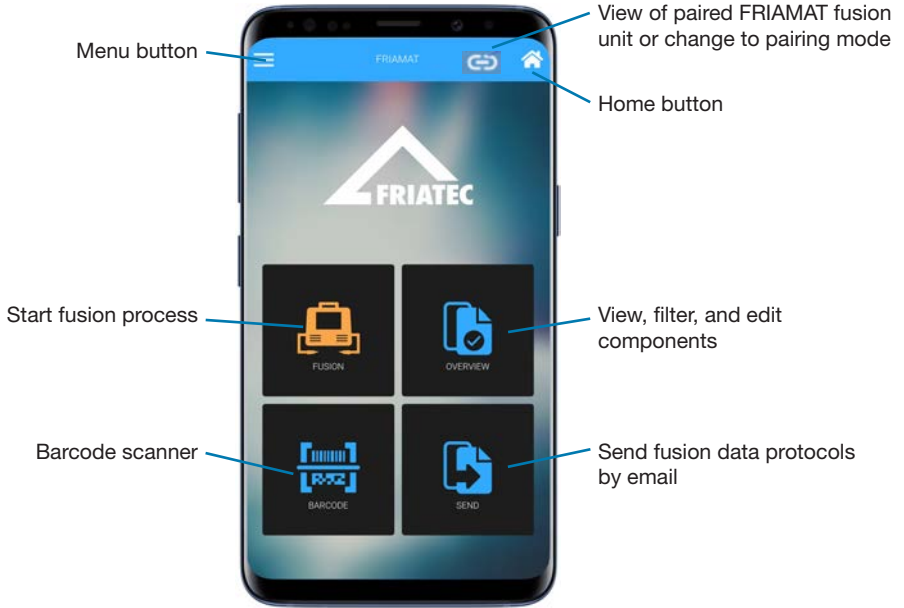 View of paired FRIAMAT fusion
unit or change to pairing mode
Menu button
FRIAMAT
Home button
FRIATEC
Start fusion process
FUSION
OVERVIEW
View, filter, and edit
components
Barcode scanner
BARCODE
SEND
Send fusion data protocols
by email